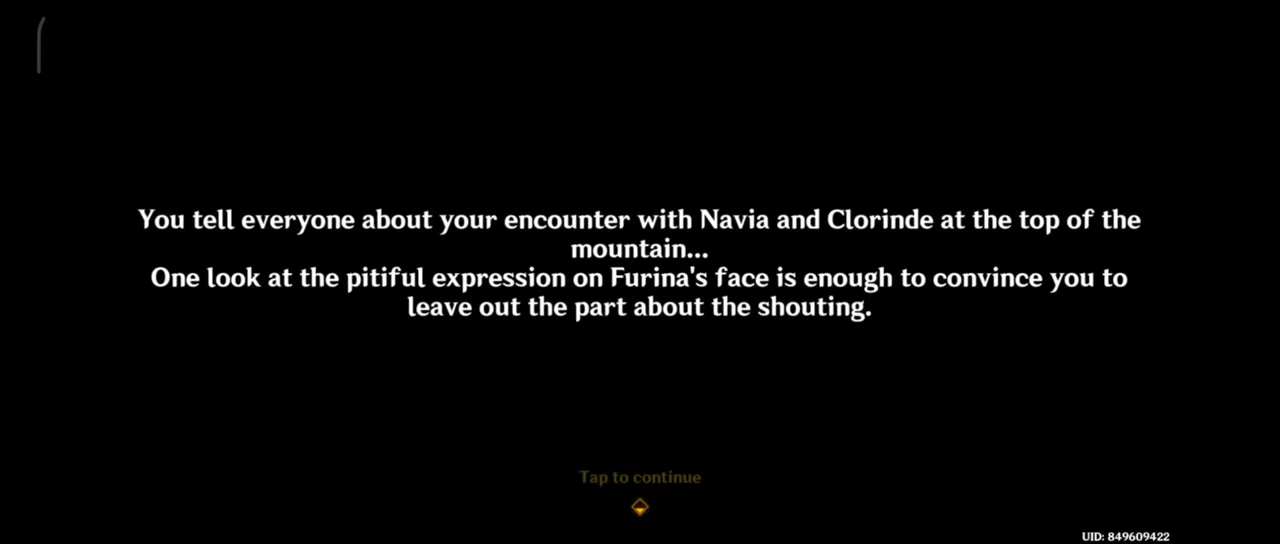 You tell everyone about your encounter with Navia and Clorinde at the top of the
mountain...
One look at the pitiful expression on Furina's face is enough to convince you to
leave out the part about the shouting.
Tap to continue
UID: 849609422